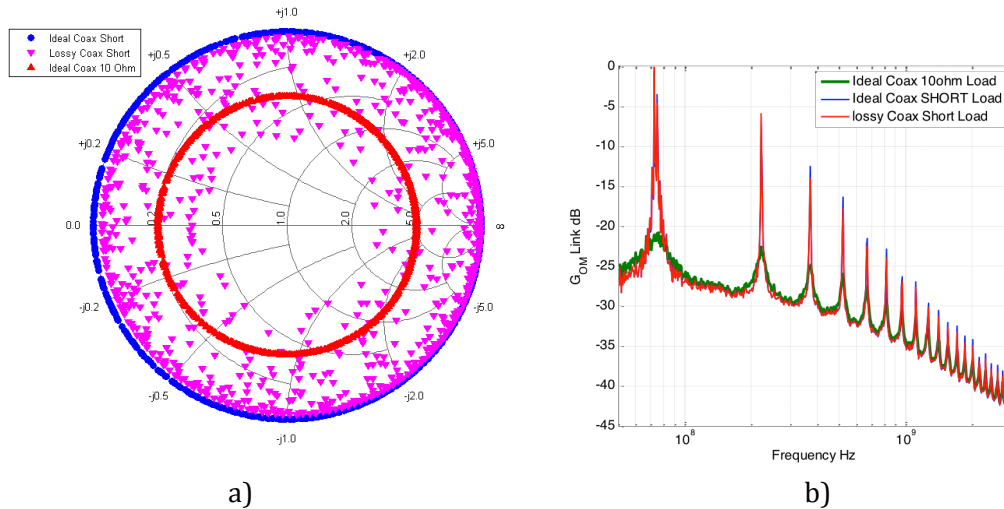 Ideal Coax Short
Lossy Coax Short
Ideal Coax 10 Ohm
+j1.0
+j0.5
+j2.0
+j0.2
+j5.0
0.0
0.2
0.5
1.0
2.0
5.0
∞
-j0.2
-j5.0
-j0.5
-j2.0
-j1.0
a)
Ideal Coax 10ohm Load
Ideal Coax SHORT Load
lossy Coax Short Load
0
-5
-10
-15
-20
-25
-30
-35
-40
-45
G_OM Link dB
10^8
10^9
Frequency Hz
b)